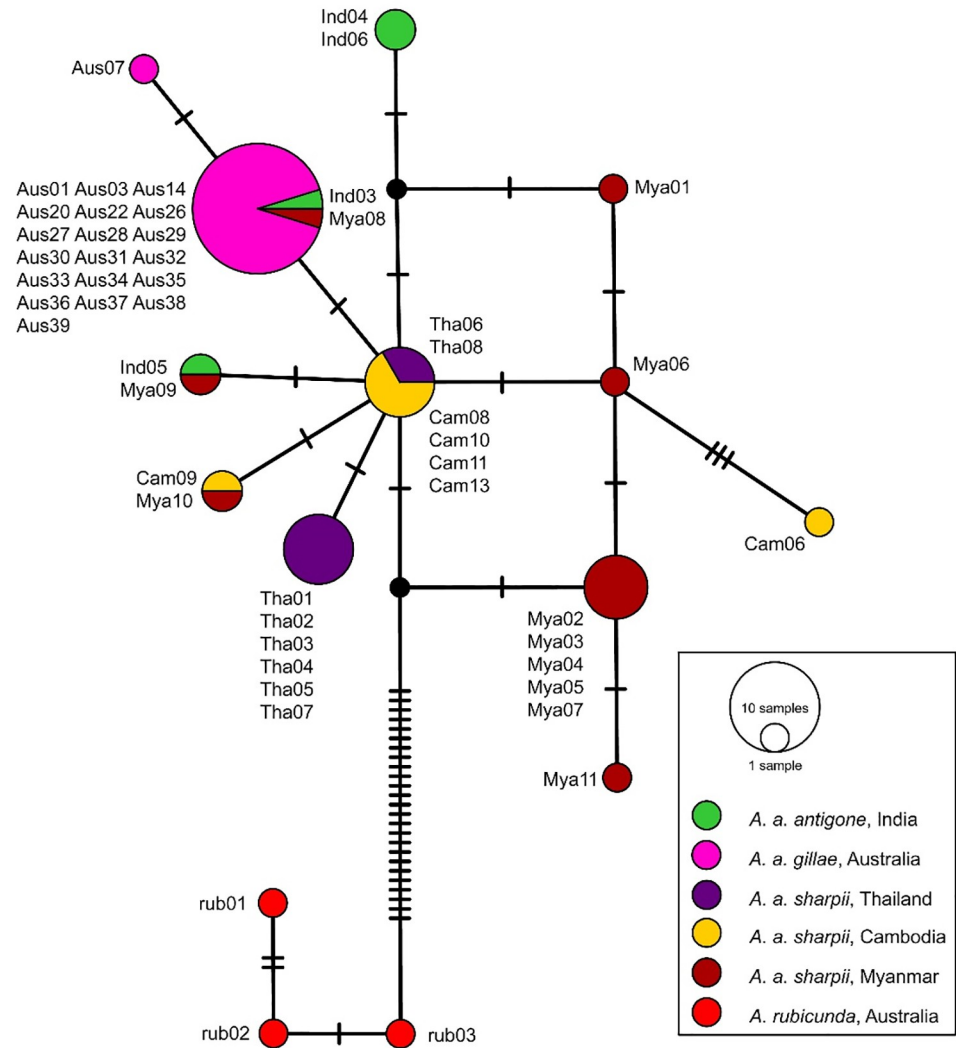 Ind04
Ind06
Aus07
Aus01 Aus03 Aus14
Aus20 Aus22 Aus26
Aus27 Aus28 Aus29
Aus30 Aus31 Aus32
Aus33 Aus34 Aus35
Aus36 Aus37 Aus38
Aus39
Ind03
Mya08
Mya01
Tha06
Tha08
Ind05
Mya09
Mya06
Cam08
Cam10
Cam11
Cam13
Cam09
Mya10
Cam06
Tha01
Tha02
Tha03
Tha04
Tha05
Tha07
Mya02
Mya03
Mya04
Mya05
Mya07
Mya11
rub01
rub02
rub03
10 samples
1 sample
A. a. antigone, India
A. a. gillae, Australia
A. a. sharpii, Thailand
A. a. sharpii, Cambodia
A. a. sharpii, Myanmar
A. rubicunda, Australia